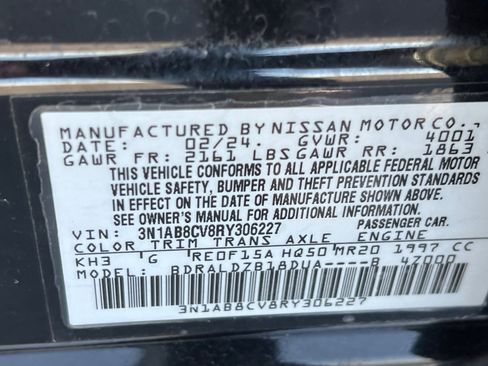 MANUFACTURED BY NISSAN MOTOR CO.,
DATE: 02/24. GVWR: 4001
GAWR FR: 2161 LBS GAWR RR: 1863
THIS VEHICLE CONFORMS TO ALL APPLICABLE FEDERAL MOTOR
VEHICLE SAFETY, BUMPER AND THEFT PREVENTION STANDARDS
IN EFFECT ON THE DATE OF MANUFACTURE SHOWN ABOVE.
SEE OWNER'S MANUAL FOR ADDITIONAL INFORMATION.
VIN: 3N1AB8CV8RY306227 PASSENGER CAR.
COLOR TRIM TRANS AXLE ENGINE
KH3 G RE0F15A HQ50 MR20 1997 CC
MODEL: BDRALDZB18DUA----B 47000
3N1AB8CV8RY306227